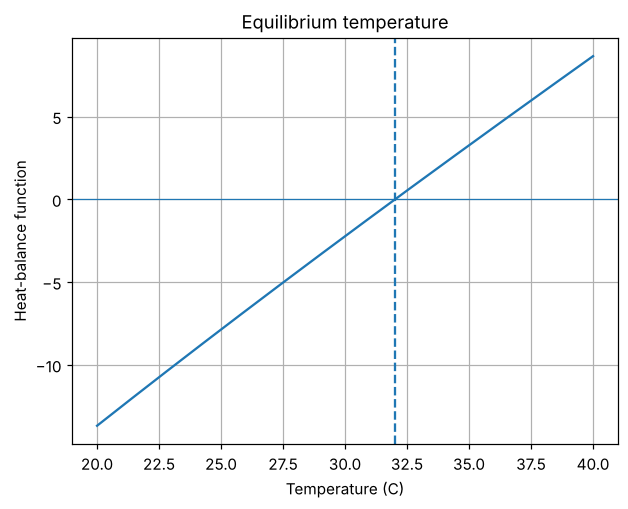 Equilibrium temperature
Heat-balance function
5
0
−5
−10
20.0 22.5 25.0 27.5 30.0 32.5 35.0 37.5 40.0
Temperature (C)